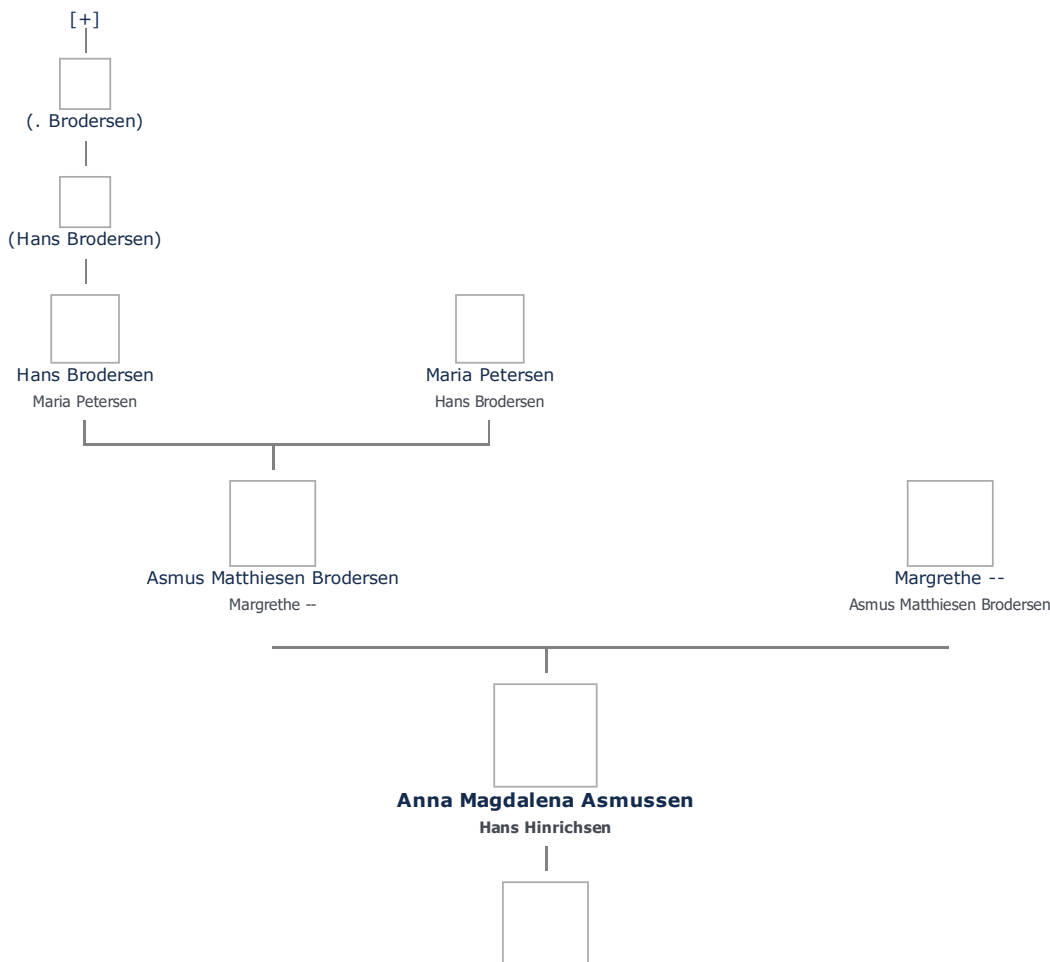 [+]
(. Brodersen)
(Hans Brodersen)
Hans Brodersen
Maria Petersen
Maria Petersen
Hans Brodersen
Asmus Matthiesen Brodersen
Margrethe --
Margrethe --
Asmus Matthiesen Brodersen
Anna Magdalena Asmussen
Hans Hinrichsen